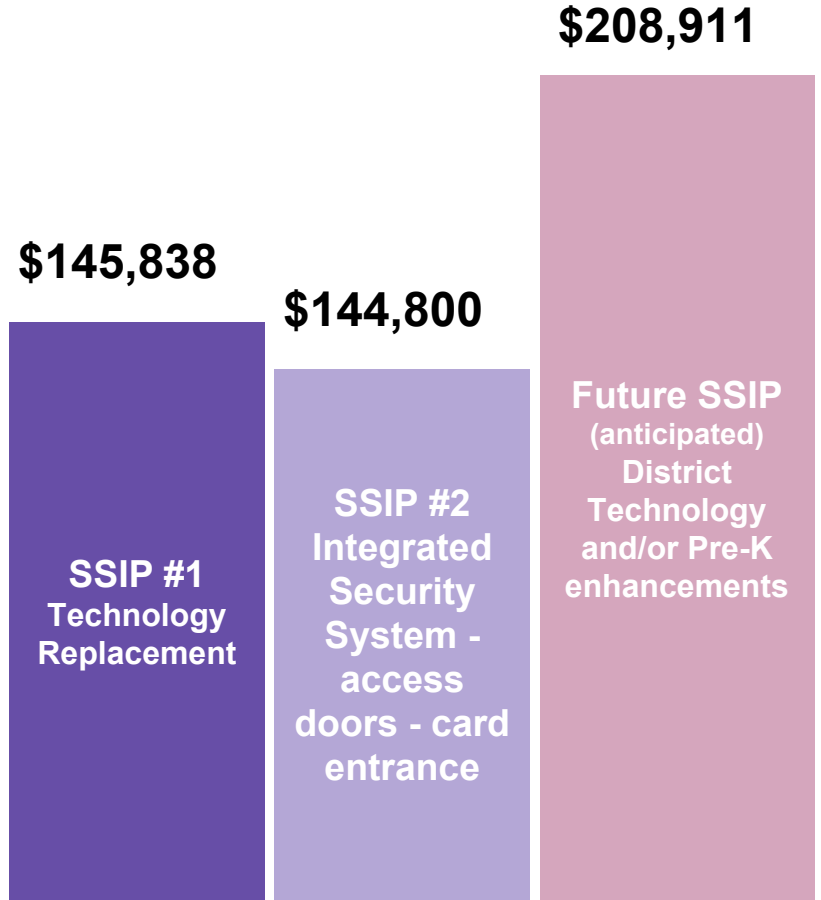 $145,838
SSIP #1
Technology
Replacement
$144,800
SSIP #2
Integrated
Security
System -
access
doors - card
entrance
$208,911
Future SSIP
(anticipated)
District
Technology
and/or Pre-K
enhancements